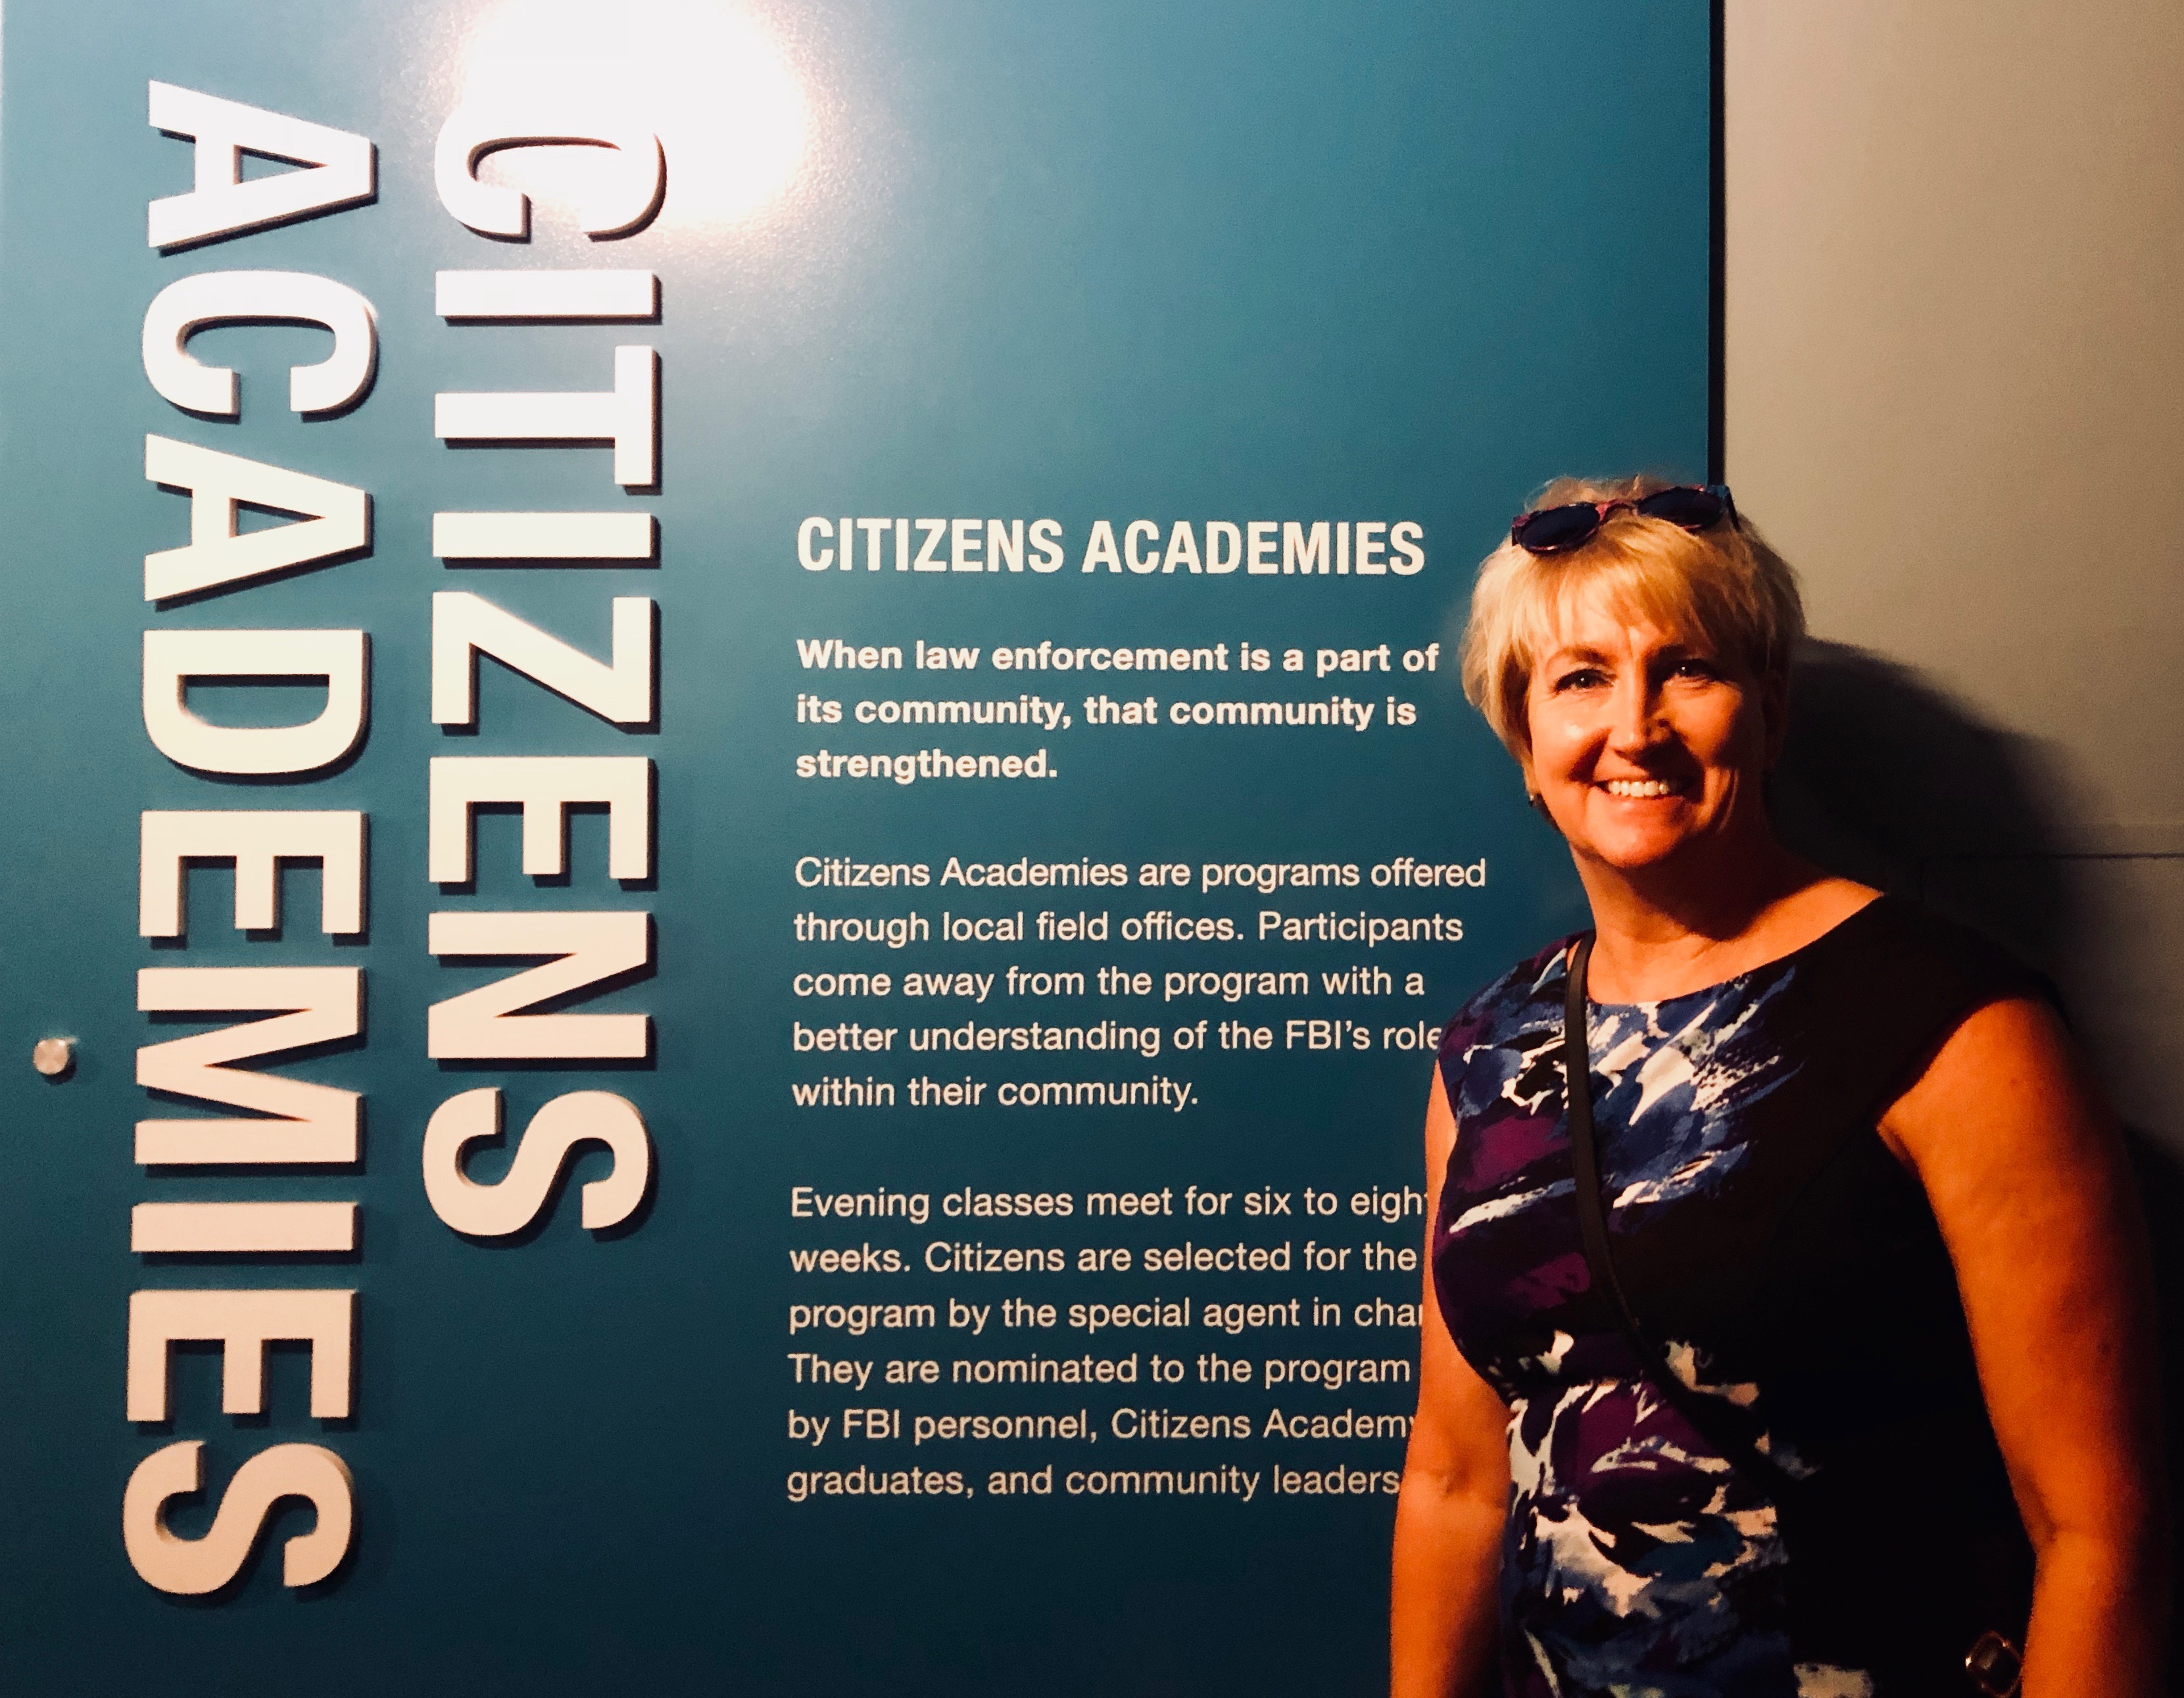 CITIZENS
ACADEMIES
CITIZENS ACADEMIES
When law enforcement is a part of
its community, that community is
strengthened.
Citizens Academies are programs offered
through local field offices. Participants
come away from the program with a
better understanding of the FBI's role
within their community.
Evening classes meet for six to eight
weeks. Citizens are selected for the
program by the special agent in
They are nominated to the program
by FBI personnel, Citizens Academy
graduates, and community leaders